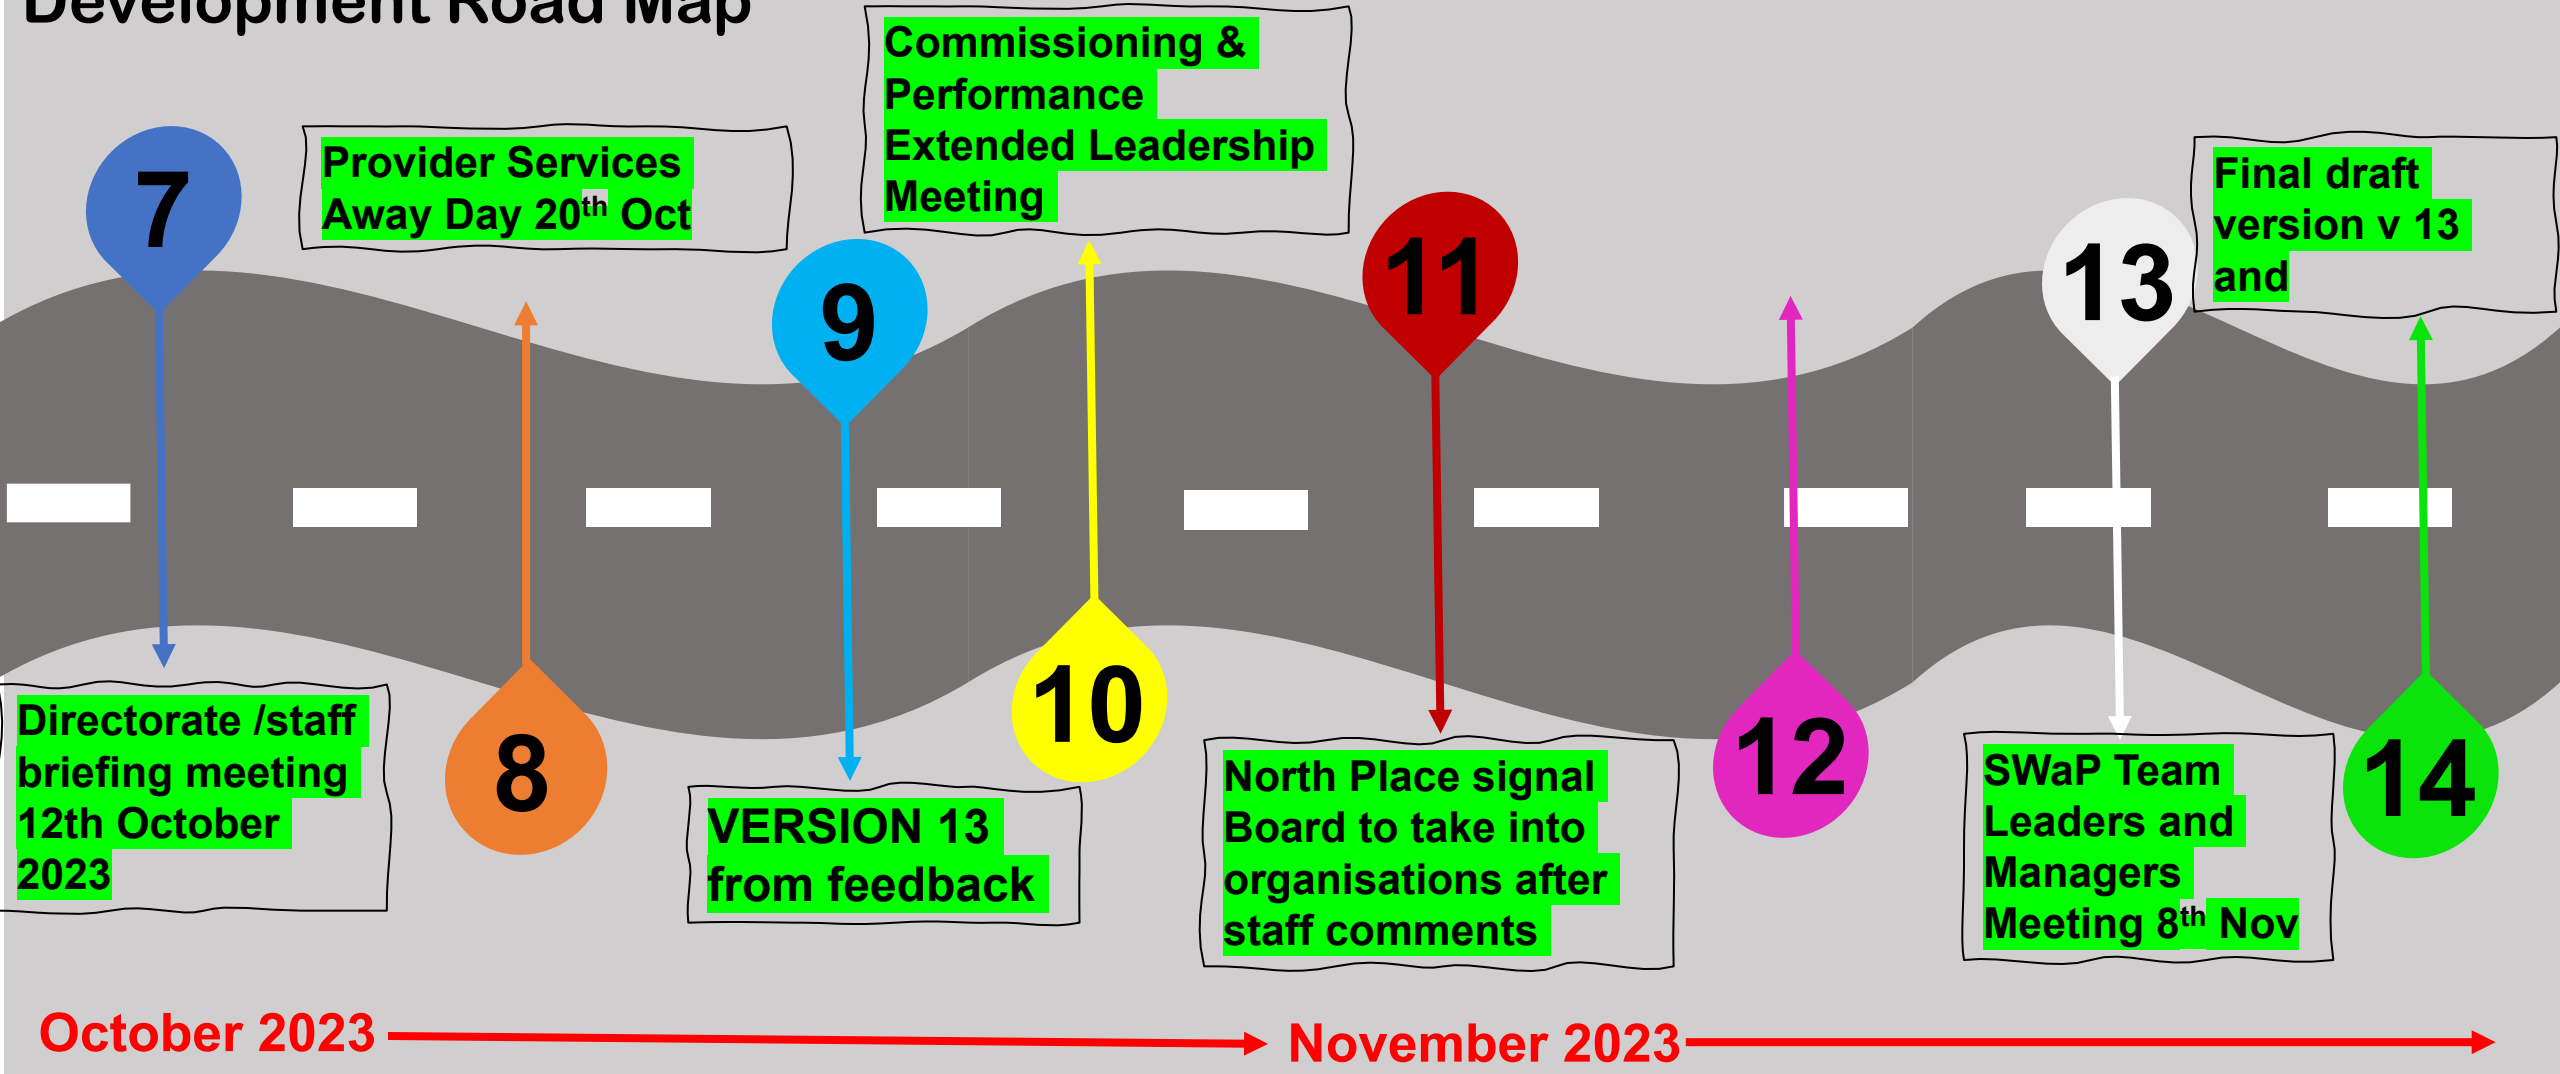 Development Road Map
7
Provider Services
Away Day 20th Oct
9
Commissioning &
Performance
Extended Leadership
Meeting
11
13
Final draft
version v 13
and
Directorate /staff
briefing meeting
12th October
2023
8
VERSION 13
from feedback
10
North Place signal
Board to take into
organisations after
staff comments
12
SWaP Team
Leaders and
Managers
Meeting 8th Nov
14
October 2023
November 2023